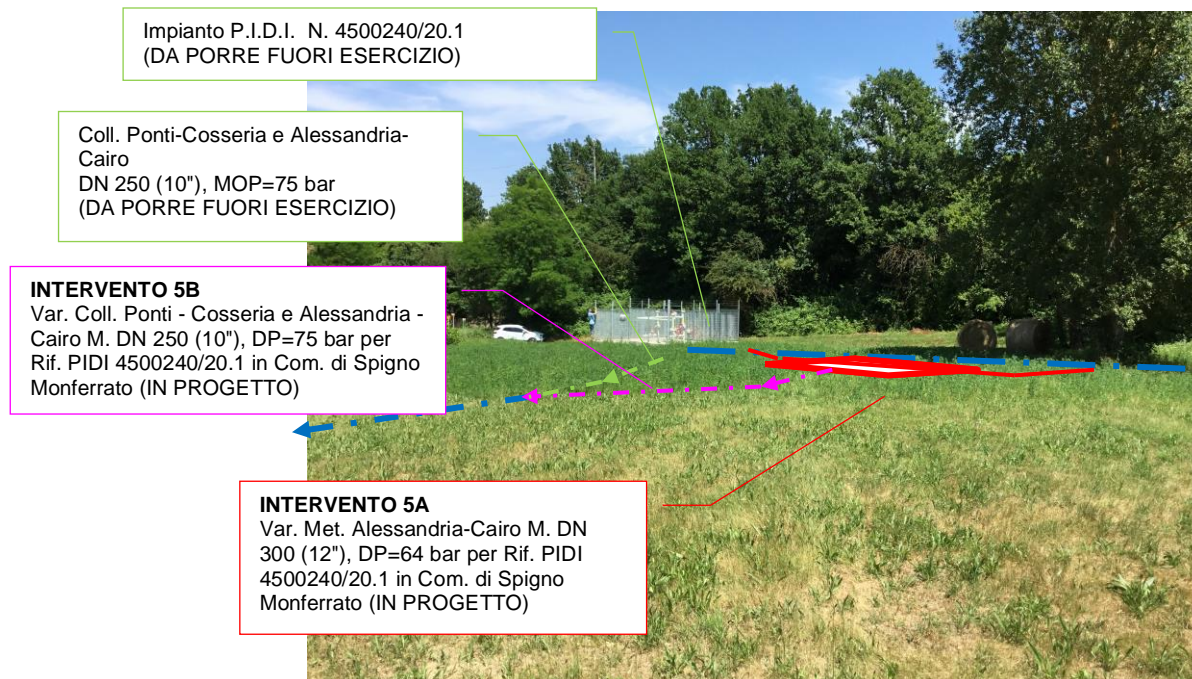 Impianto P.I.D.I. N. 4500240/20.1
(DA PORRE FUORI ESERCIZIO)
Coll. Ponti-Cosseria e Alessandria-
Cairo
DN 250 (10"), MOP=75 bar
(DA PORRE FUORI ESERCIZIO)
INTERVENTO 5B
Var. Coll. Ponti - Cosseria e Alessandria -
Cairo M. DN 250 (10"), DP=75 bar per
Rif. PIDI 4500240/20.1 in Com. di Spigno
Monferrato (IN PROGETTO)
INTERVENTO 5A
Var. Met. Alessandria-Cairo M. DN
300 (12"), DP=64 bar per Rif. PIDI
4500240/20.1 in Com. di Spigno
Monferrato (IN PROGETTO)